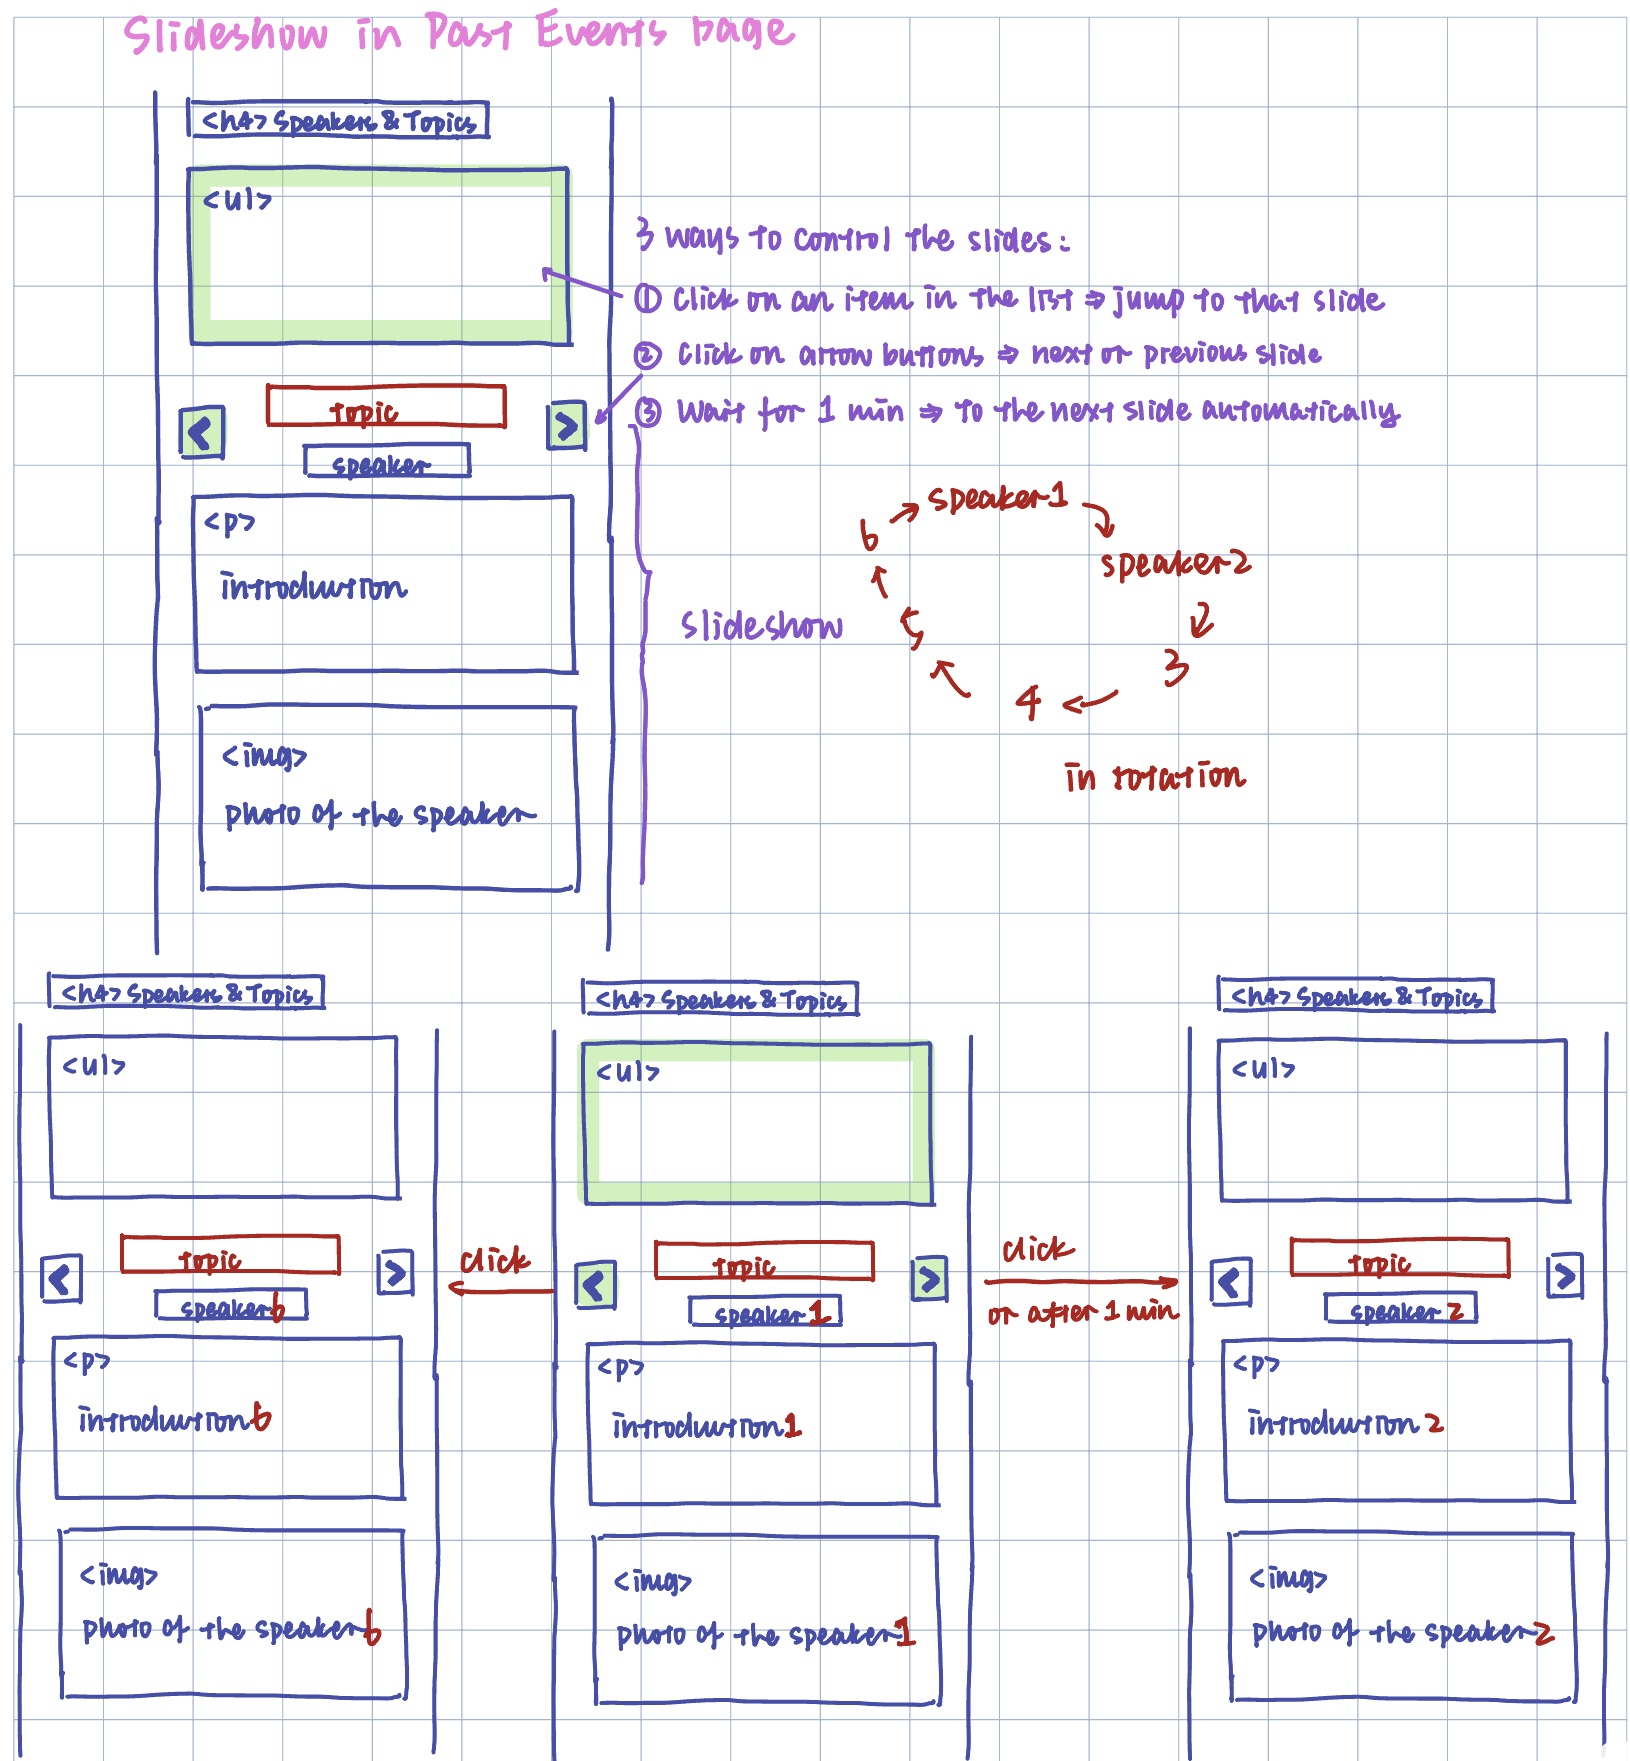 Slideshow in Past Events page
<h4> Speakers & Topics
<ul>
3 ways to control the slides:
① Click on an item in the list ⇒ jump to that slide
② Click on arrow buttons ⇒ next or previous slide
③ Wait for 1 min ⇒ to the next slide automatically
< topic >
speaker
<p>
introduction
<img>
photo of the speaker
slideshow
speaker1
speaker2
3
4
5
6
in rotation
<h4> Speakers & Topics
<ul>
< topic >
speaker6
<p>
introduction6
<img>
photo of the speaker6
click
<h4> Speakers & Topics
<ul>
< topic >
speaker 1
<p>
introduction1
<img>
photo of the speaker1
click
or after 1 min
<h4> Speakers & Topics
<ul>
< topic >
speaker 2
<p>
introduction 2
<img>
photo of the speaker2